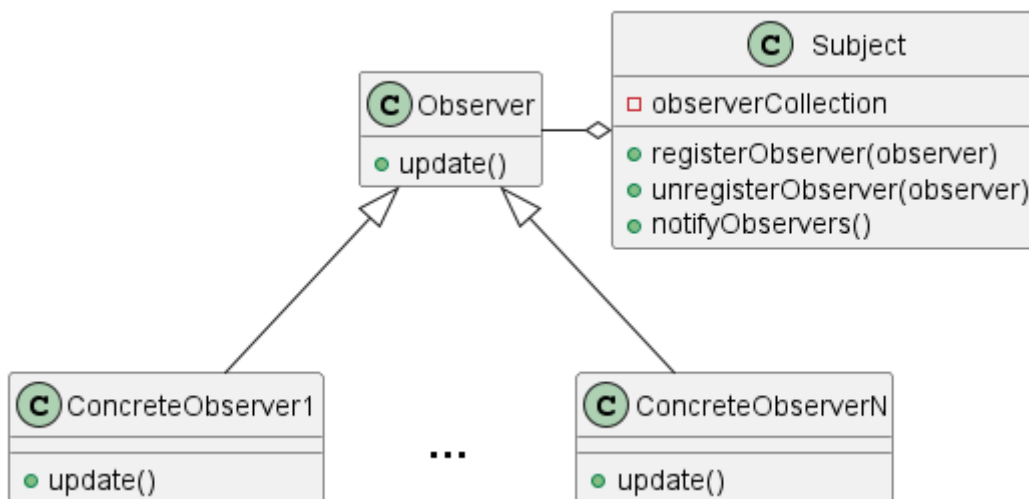 C Subject
observerCollection
registerObserver(observer)
unregisterObserver(observer)
notifyObservers()
C Observer
update()
C ConcreteObserver1
update()
...
C ConcreteObserverN
update()